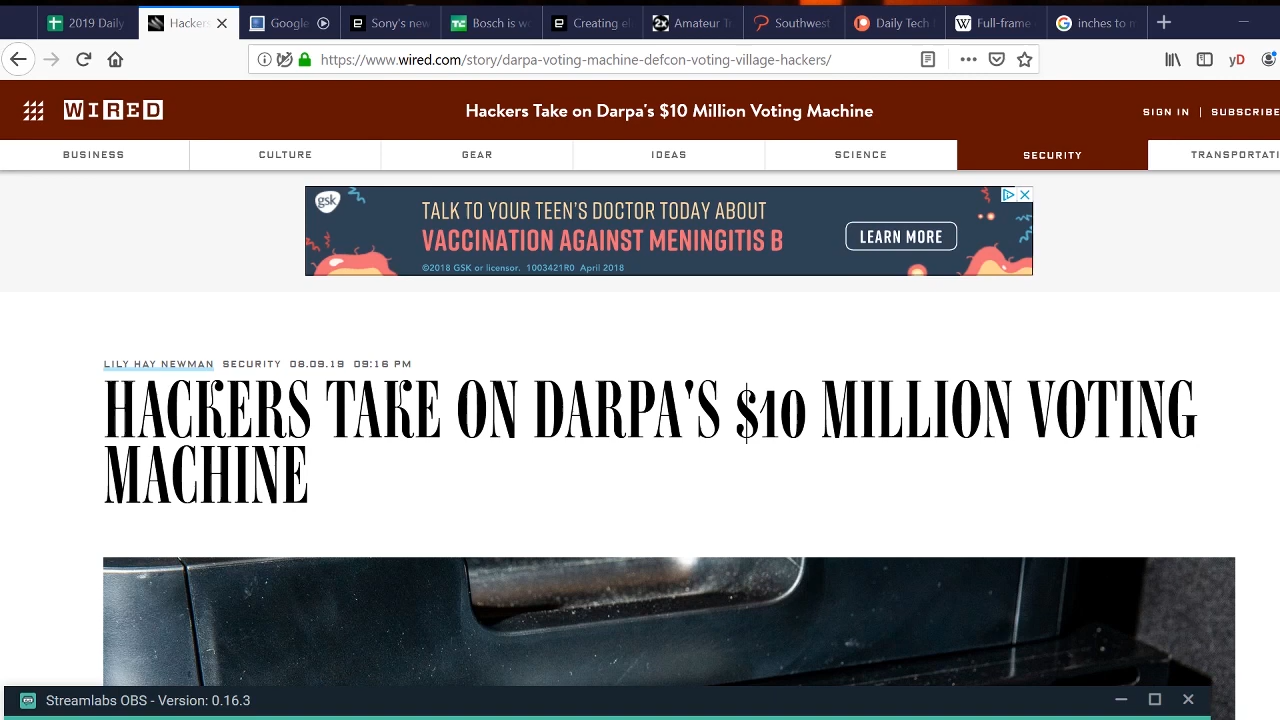 2019 Daily
Hackers
Google
Sony's new
Bosch is wo
Creating el
Amateur T
Southwest
Daily Tech
Full-frame
inches to m
https://www.wired.com/story/darpa-voting-machine-defcon-voting-village-hackers/
yD
WIRED
Hackers Take on Darpa's $10 Million Voting Machine
SIGN IN | SUBSCRIBE
BUSINESS
CULTURE
GEAR
IDEAS
SCIENCE
SECURITY
TRANSPORTATI
gsk
TALK TO YOUR TEEN'S DOCTOR TODAY ABOUT
VACCINATION AGAINST MENINGITIS B
LEARN MORE
©2018 GSK or licensor. 1003421R0 April 2018
LILY HAY NEWMAN SECURITY 08.09.19 09:16 PM
HACKERS TAKE ON DARPA'S $10 MILLION VOTING
MACHINE
Streamlabs OBS - Version: 0.16.3